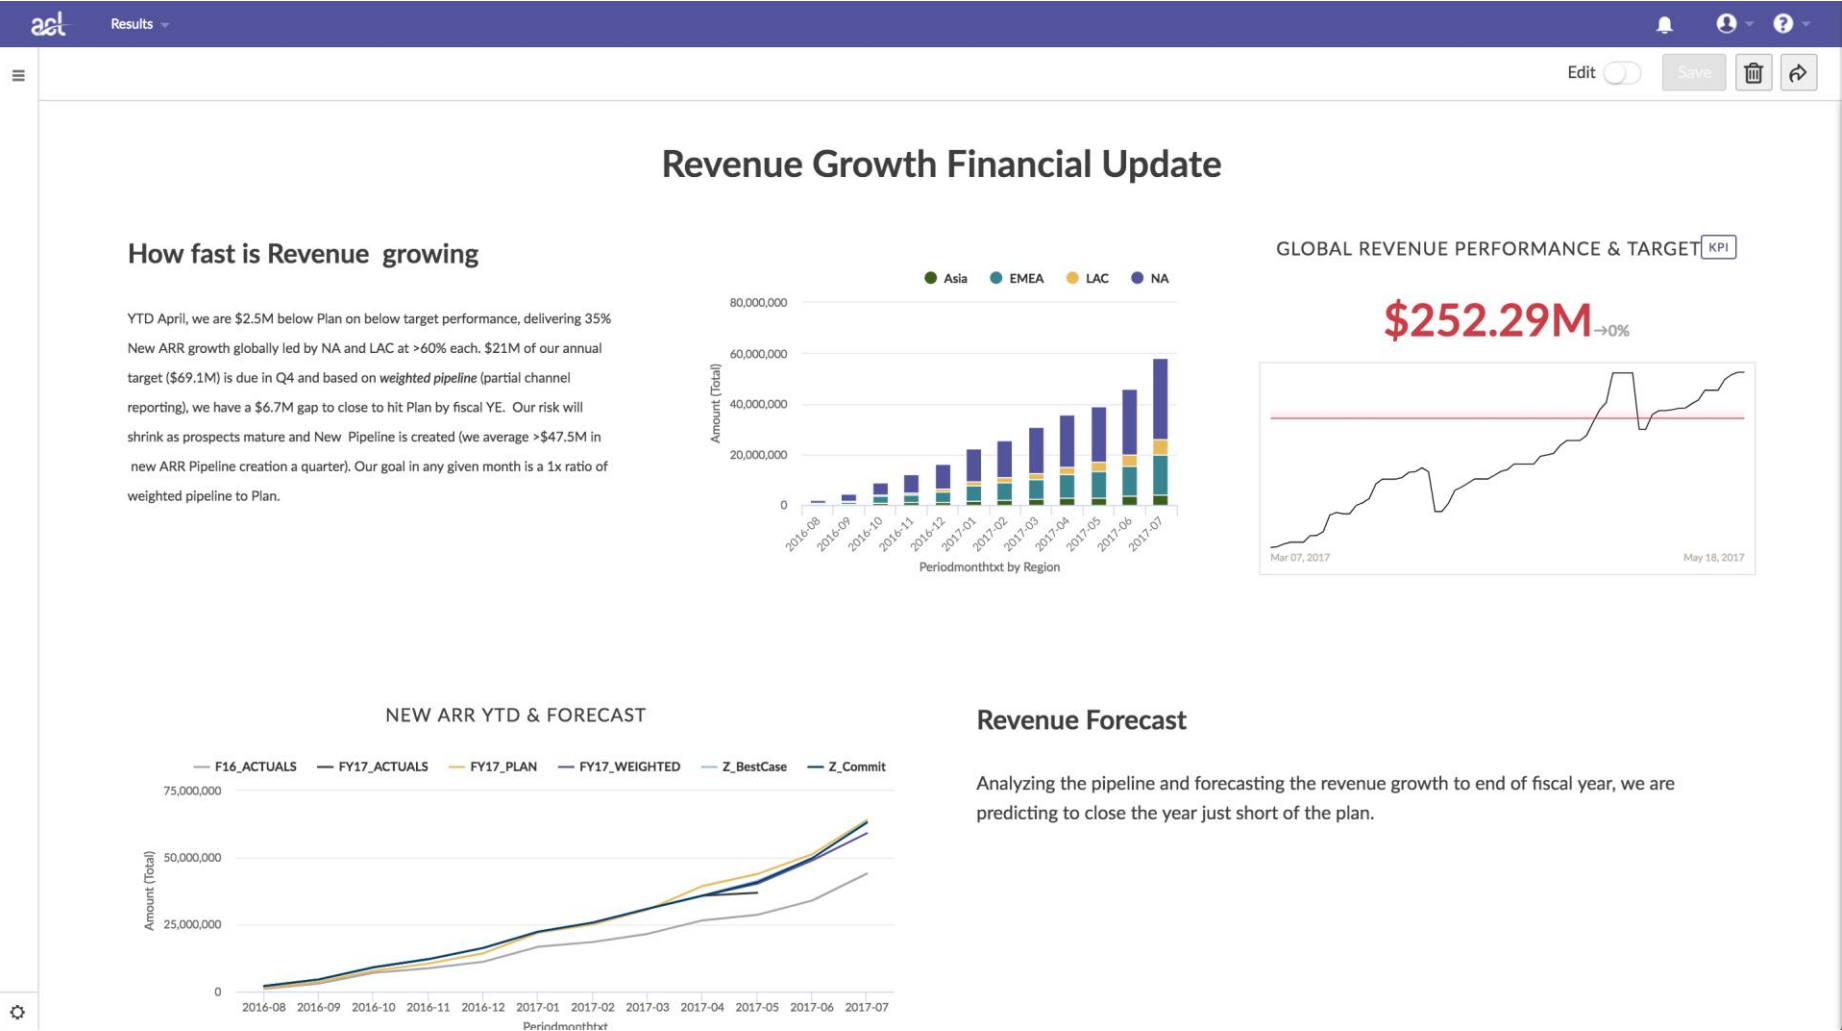 acl
Results
Edit
Save
Revenue Growth Financial Update
How fast is Revenue  growing
YTD April, we are $2.5M below Plan on below target performance, delivering 35%
New ARR growth globally led by NA and LAC at >60% each. $21M of our annual
target ($69.1M) is due in Q4 and based on weighted pipeline (partial channel
reporting), we have a $6.7M gap to close to hit Plan by fiscal YE.  Our risk will
shrink as prospects mature and New  Pipeline is created (we average >$47.5M in
new ARR Pipeline creation a quarter). Our goal in any given month is a 1x ratio of
weighted pipeline to Plan.
Asia EMEA LAC NA
80,000,000
60,000,000
40,000,000
20,000,000
0
Amount (Total)
2016-08 2016-09 2016-10 2016-11 2016-12 2017-01 2017-02 2017-03 2017-04 2017-05 2017-06 2017-07
Periodmonthtxt by Region
GLOBAL REVENUE PERFORMANCE & TARGET KPI
$252.29M →0%
Mar 07, 2017 May 18, 2017
NEW ARR YTD & FORECAST
F16_ACTUALS FY17_ACTUALS FY17_PLAN FY17_WEIGHTED Z_BestCase Z_Commit
75,000,000
50,000,000
25,000,000
0
Amount (Total)
2016-08 2016-09 2016-10 2016-11 2016-12 2017-01 2017-02 2017-03 2017-04 2017-05 2017-06 2017-07
Periodmonthtxt
Revenue Forecast
Analyzing the pipeline and forecasting the revenue growth to end of fiscal year, we are
predicting to close the year just short of the plan.